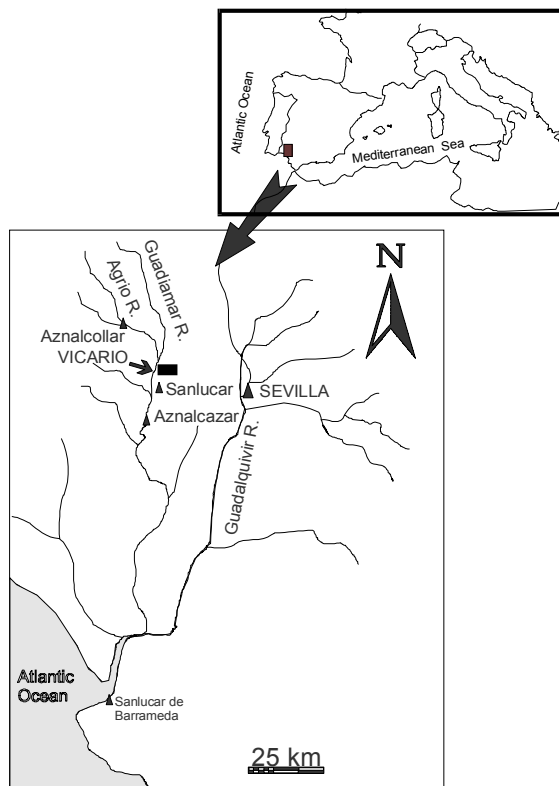 Atlantic Ocean
Mediterranean Sea
N
Agrio R.
Guadiamar R.
Aznalcollar
VICARIO
Sanlucar
SEVILLA
Aznalcazar
Guadalquivir R.
Atlantic
Ocean
Sanlucar de
Barrameda
25 km